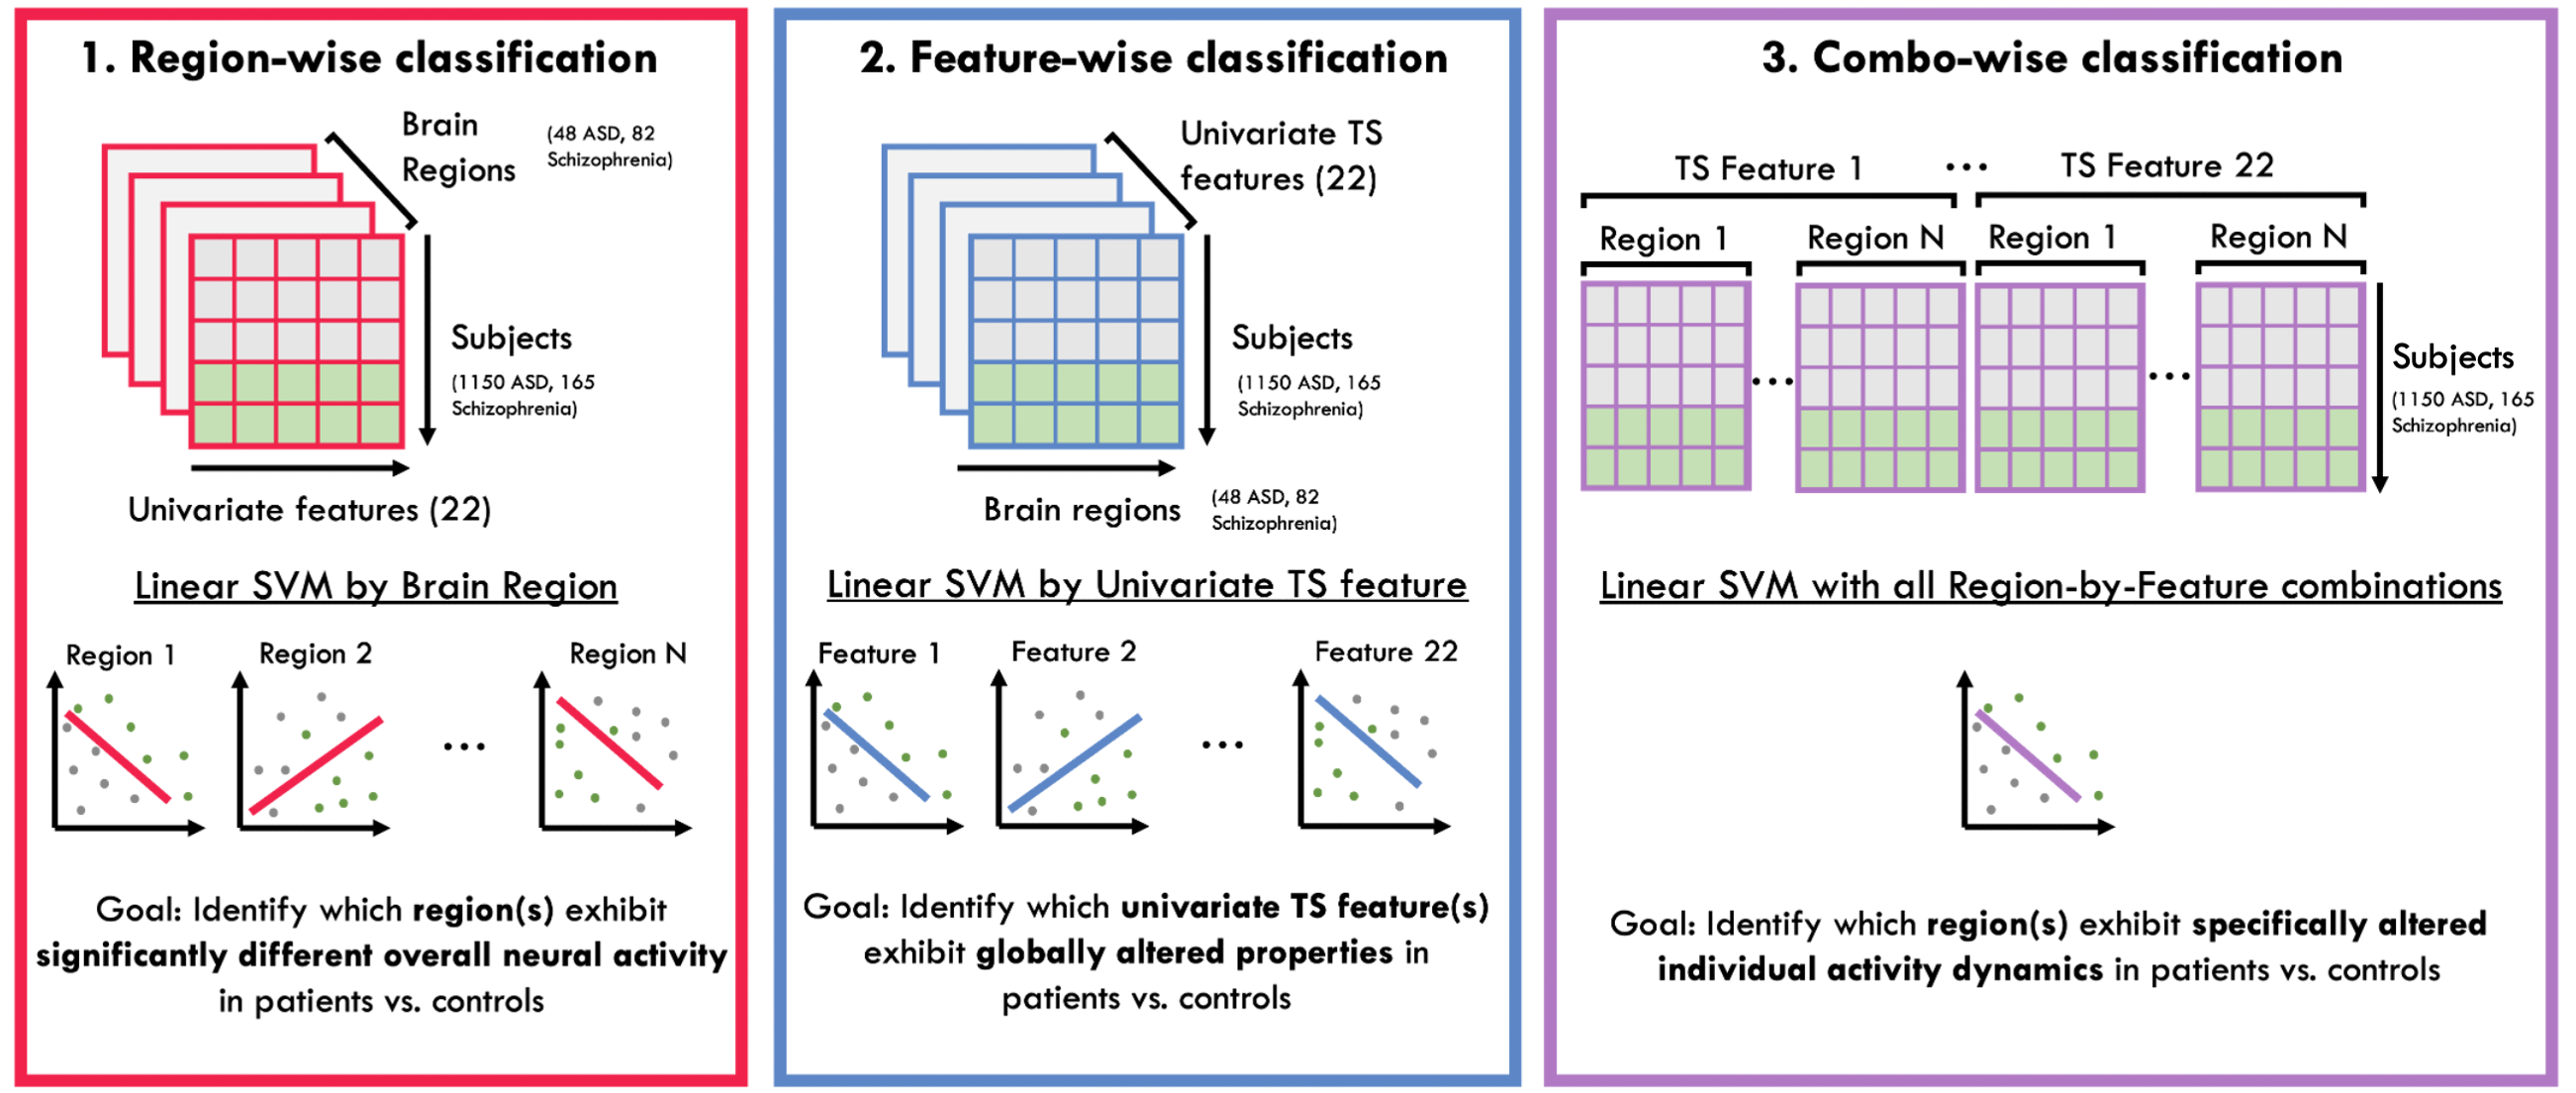 1. Region-wise classification
Brain
Regions
(48 ASD, 82
Schizophrenia)
Subjects
(1150 ASD, 165
Schizophrenia)
Univariate features (22)
Linear SVM by Brain Region
Region 1
Region 2
...
Region N
Goal: Identify which region(s) exhibit
significantly different overall neural activity
in patients vs. controls
2. Feature-wise classification
Univariate TS
features (22)
Subjects
(1150 ASD, 165
Schizophrenia)
Brain regions
(48 ASD, 82
Schizophrenia)
Linear SVM by Univariate TS feature
Feature 1
Feature 2
...
Feature 22
Goal: Identify which univariate TS feature(s)
exhibit globally altered properties in
patients vs. controls
3. Combo-wise classification
TS Feature 1 ... TS Feature 22
Region 1
Region N
Region 1
Region N
...
...
Subjects
(1150 ASD, 165
Schizophrenia)
Linear SVM with all Region-by-Feature combinations
Goal: Identify which region(s) exhibit specifically altered
individual activity dynamics in patients vs. controls